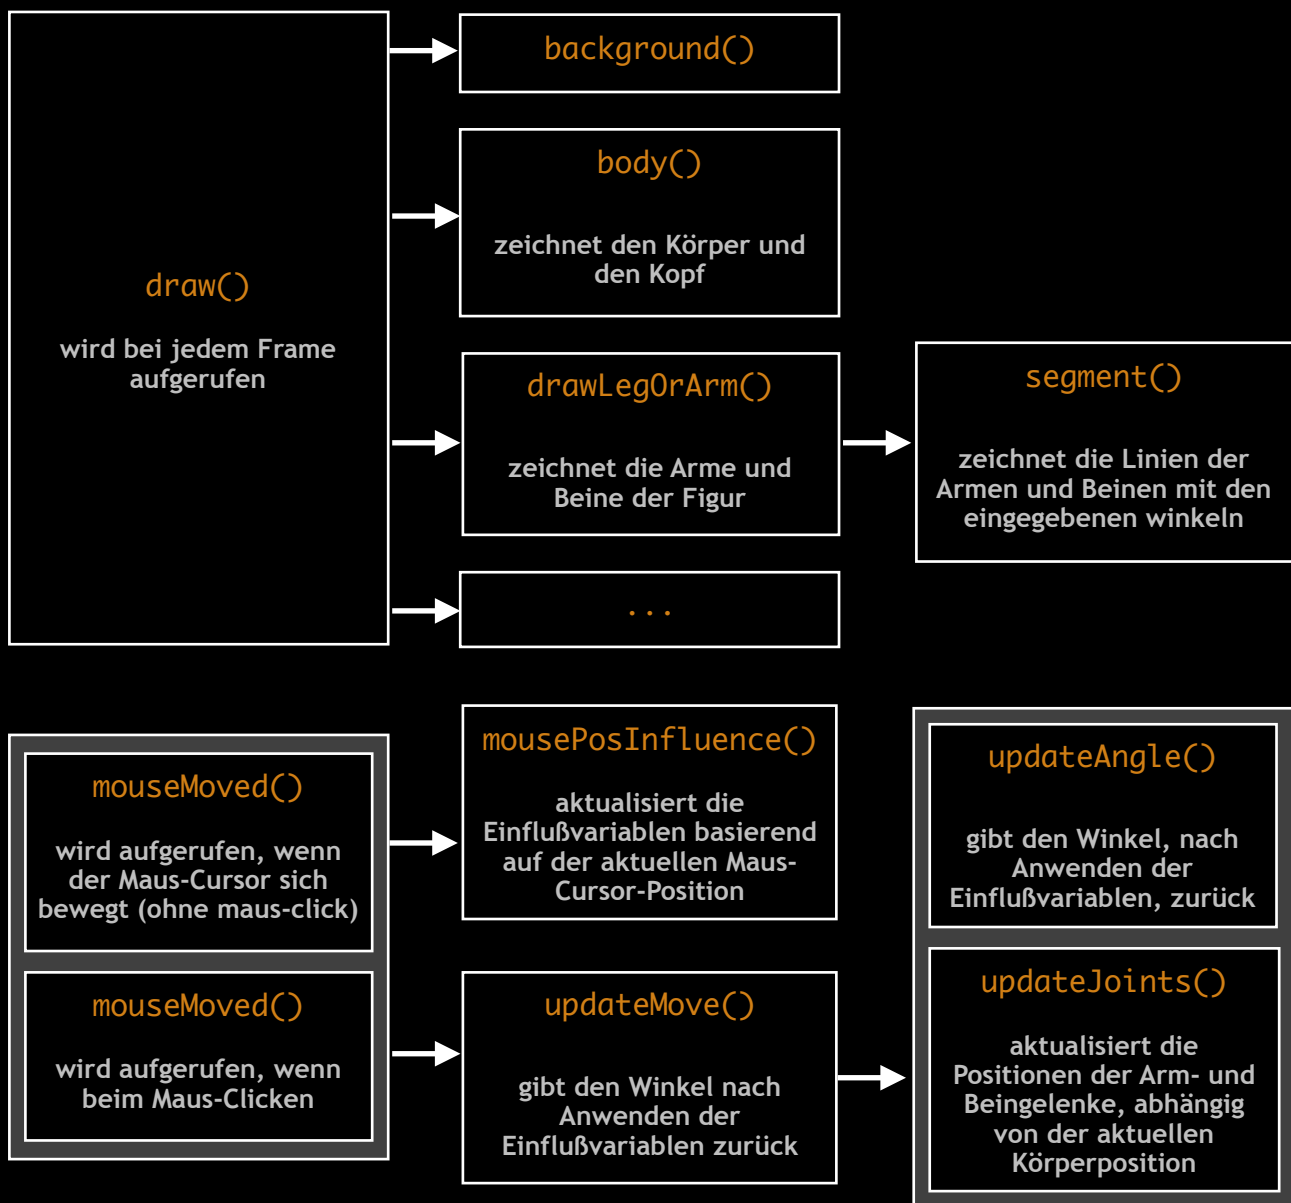 draw()
wird bei jedem Frame
aufgerufen
background()
body()
zeichnet den Körper und
den Kopf
drawLegOrArm()
zeichnet die Arme und
Beine der Figur
segment()
zeichnet die Linien der
Armen und Beinen mit den
eingegebenen winkeln
...
mouseMoved()
wird aufgerufen, wenn
der Maus-Cursor sich
bewegt (ohne maus-click)
mousePosInfluence()
aktualisiert die
Einflußvariablen basierend
auf der aktuellen Maus-
Cursor-Position
updateAngle()
gibt den Winkel, nach
Anwenden der
Einflußvariablen, zurück
mouseMoved()
wird aufgerufen, wenn
beim Maus-Clicken
updateMove()
gibt den Winkel nach
Anwenden der
Einflußvariablen zurück
updateJoints()
aktualisiert die
Positionen der Arm- und
Beingelenke, abhängig
von der aktuellen
Körperposition